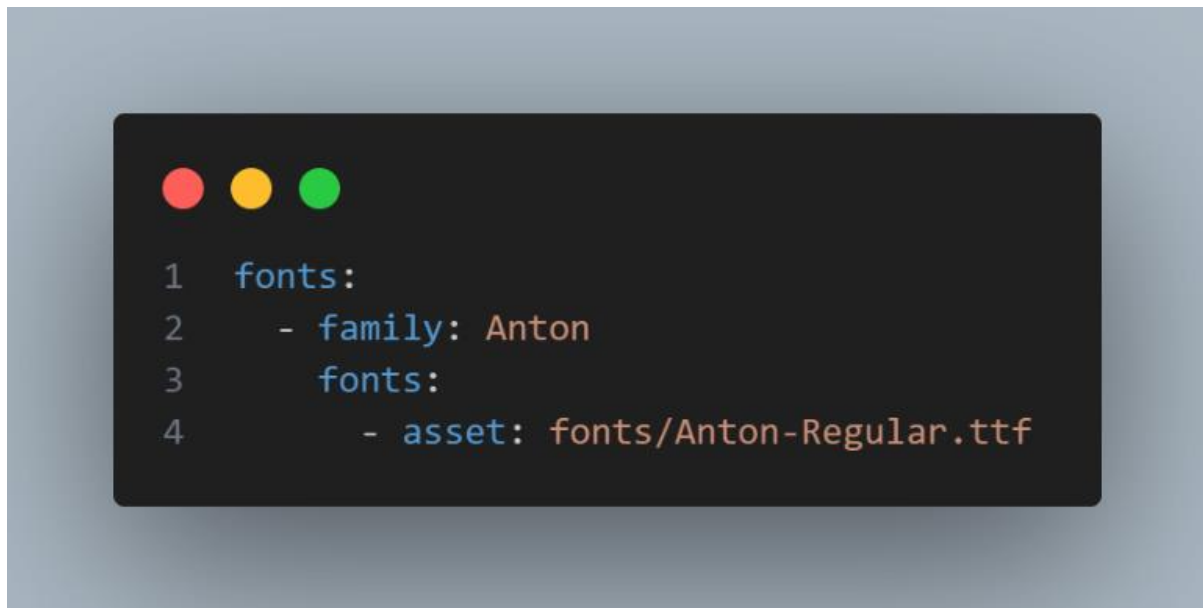 1 fonts:
2 - family: Anton
3 fonts:
4 - asset: fonts/Anton-Regular.ttf